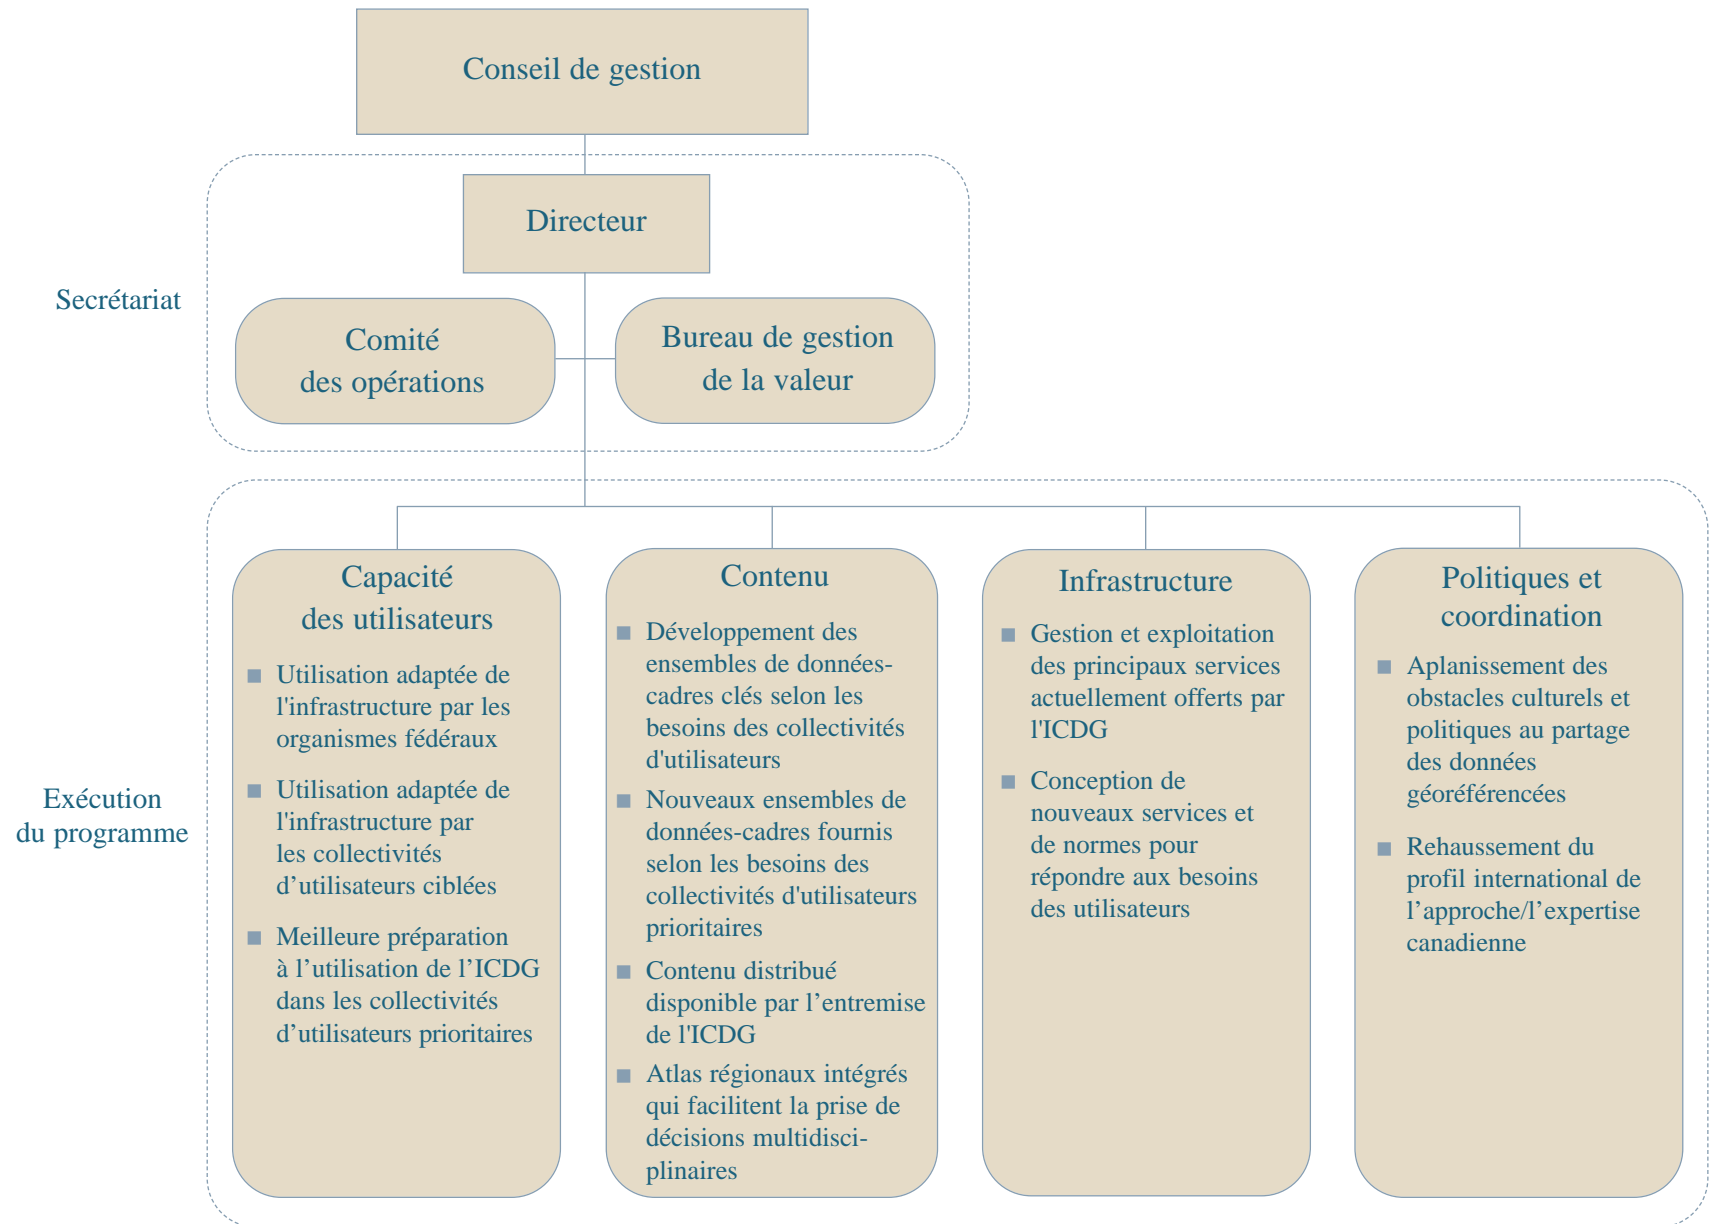 Conseil de gestion
Secrétariat
Directeur
Comité
des opérations
Bureau de gestion
de la valeur
Exécution
du programme
Capacité
des utilisateurs
Utilisation adaptée de
l'infrastructure par les
organismes fédéraux
Utilisation adaptée de
l'infrastructure par
les collectivités
d’utilisateurs ciblées
Meilleure préparation
à l’utilisation de l’ICDG
dans les collectivités
d’utilisateurs prioritaires
Contenu
Développement des
ensembles de données-
cadres clés selon les
besoins des collectivités
d'utilisateurs
Nouveaux ensembles de
données-cadres fournis
selon les besoins des
collectivités d'utilisateurs
prioritaires
Contenu distribué
disponible par l’entremise
de l'ICDG
Atlas régionaux intégrés
qui facilitent la prise de
décisions multidisci-
plinaires
Infrastructure
Gestion et exploitation
des principaux services
actuellement offerts par
l'ICDG
Conception de
nouveaux services et
de normes pour
répondre aux besoins
des utilisateurs
Politiques et
coordination
Aplanissement des
obstacles culturels et
politiques au partage
des données
géoréférencées
Rehaussement du
profil international de
l’approche/l’expertise
canadienne